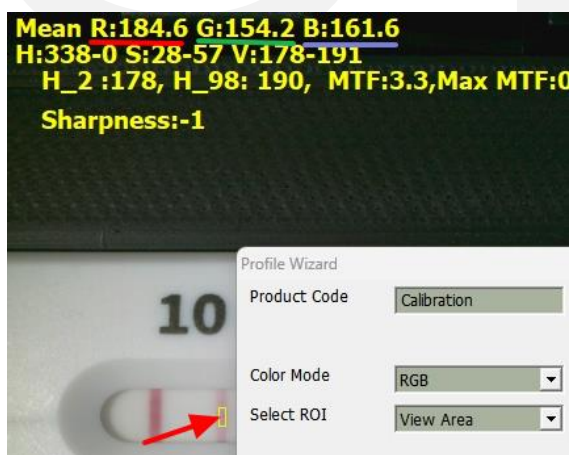 Mean R:184.6 G:154.2 B:161.6
H:338-0 S:28-57 V:178-191
H_2 :178, H_98: 190, MTF:3.3,Max MTF:0
Sharpness:-1
Profile Wizard
Product Code Calibration
10
Color Mode RGB
Select ROI View Area